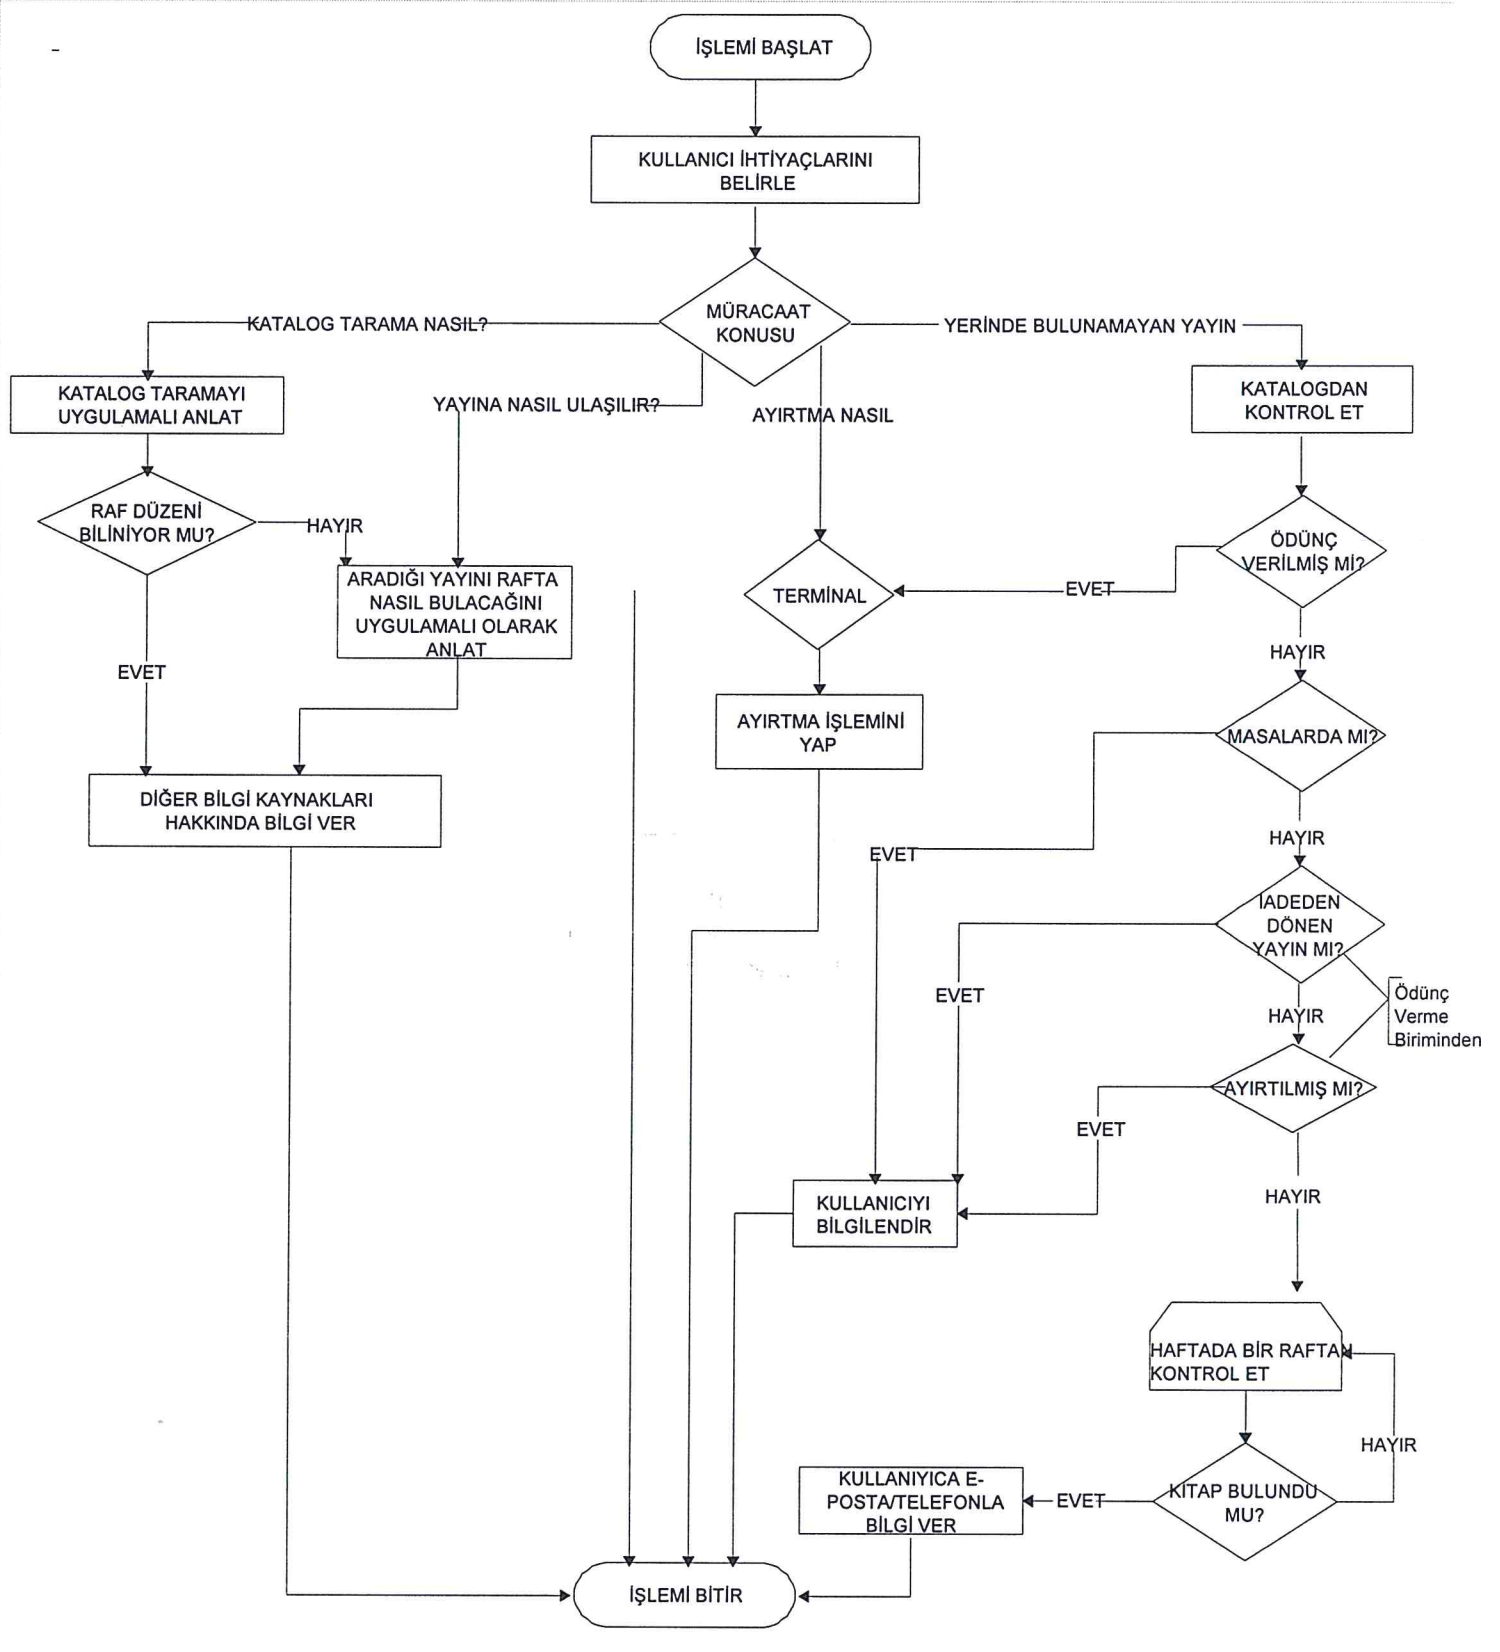 İŞLEMİ BAŞLAT
KULLANICI İHTİYAÇLARINI
BELİRLE
MÜRACAAT
KONUSU
KATALOG TARAMA NASIL?
YERİNDE BULUNAMAYAN YAYIN
KATALOG TARAMAYI
UYGULAMALI ANLAT
YAYINA NASIL ULAŞILIR?
AYIRTMA NASIL
KATALOGDAN
KONTROL ET
RAF DÜZENİ
BİLİNİYOR MU?
HAYIR
ÖDÜNÇ
VERİLMİŞ Mİ?
ARADIĞI YAYINI RAFTA
NASIL BULACAĞINI
UYGULAMALI OLARAK
ANLAT
TERMİNAL
EVET
HAYIR
EVET
AYIRTMA İŞLEMİNİ
YAP
MASALARDA MI?
DİĞER BİLGİ KAYNAKLARI
HAKKINDA BİLGİ VER
HAYIR
EVET
İADEDEN
DÖNEN
YAYIN MI?
EVET
HAYIR
Ödünç
Verme
Biriminden
AYIRTILMIŞ MI?
EVET
HAYIR
KULLANICIYI
BİLGİLENDİR
HAFTADA BİR RAFTAN
KONTROL ET
HAYIR
KİTAP BULUNDU
MU?
EVET
KULLANIYICA E-
POSTA/TELEFONLA
BİLGİ VER
İŞLEMİ BİTİR